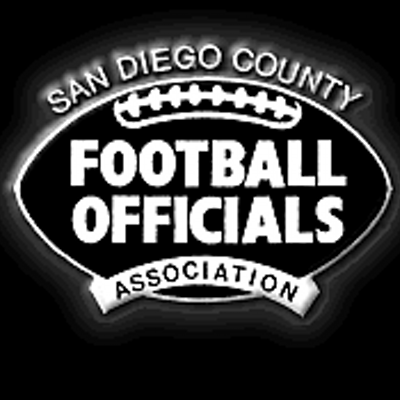 SAN DIEGO COUNTY
FOOTBALL
OFFICIALS
ASSOCIATION